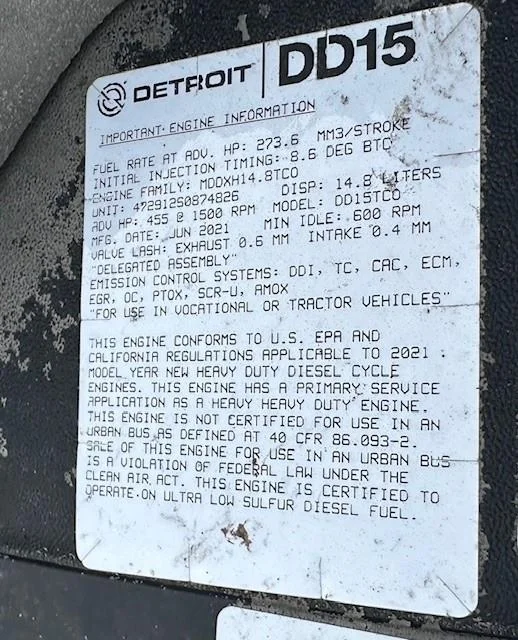 DETROIT DD15
IMPORTANT ENGINE INFORMATION
FUEL RATE AT ADV. HP: 273.6 MM3/STROKE
INITIAL INJECTION TIMING: 8.6 DEG BTC
ENGINE FAMILY: MDDXH14.8TCO
UNIT: 472912S0874826 DISP: 14.8 LITERS
ADV HP: 455 @ 1500 RPM MODEL: DD15TCO
MFG. DATE: JUN 2021 MIN IDLE: 600 RPM
VALVE LASH: EXHAUST 0.6 MM INTAKE 0.4 MM
"DELEGATED ASSEMBLY"
EMISSION CONTROL SYSTEMS: DDI, TC, CAC, ECM,
EGR, OC, PTOX, SCR-U, AMOX
"FOR USE IN VOCATIONAL OR TRACTOR VEHICLES"
THIS ENGINE CONFORMS TO U.S. EPA AND
CALIFORNIA REGULATIONS APPLICABLE TO 2021
MODEL YEAR NEW HEAVY DUTY DIESEL CYCLE
ENGINES. THIS ENGINE HAS A PRIMARY SERVICE
APPLICATION AS A HEAVY HEAVY DUTY ENGINE.
THIS ENGINE IS NOT CERTIFIED FOR USE IN AN
URBAN BUS AS DEFINED AT 40 CFR 86.093-2.
SALE OF THIS ENGINE FOR USE IN AN URBAN BUS
IS A VIOLATION OF FEDERAL LAW UNDER THE
CLEAN AIR ACT. THIS ENGINE IS CERTIFIED TO
OPERATE ON ULTRA LOW SULFUR DIESEL FUEL.